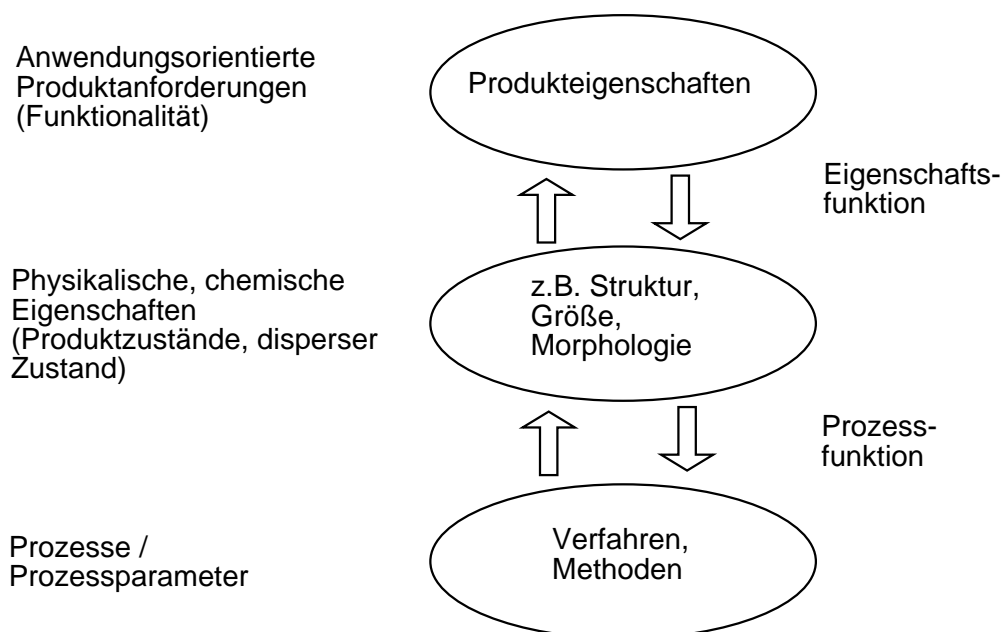 Anwendungsorientierte
Produktanforderungen
(Funktionalität)
Produkteigenschaften
Eigenschafts-
funktion
Physikalische, chemische
Eigenschaften
(Produktzustände, disperser
Zustand)
z.B. Struktur,
Größe,
Morphologie
Prozess-
funktion
Prozesse /
Prozessparameter
Verfahren,
Methoden